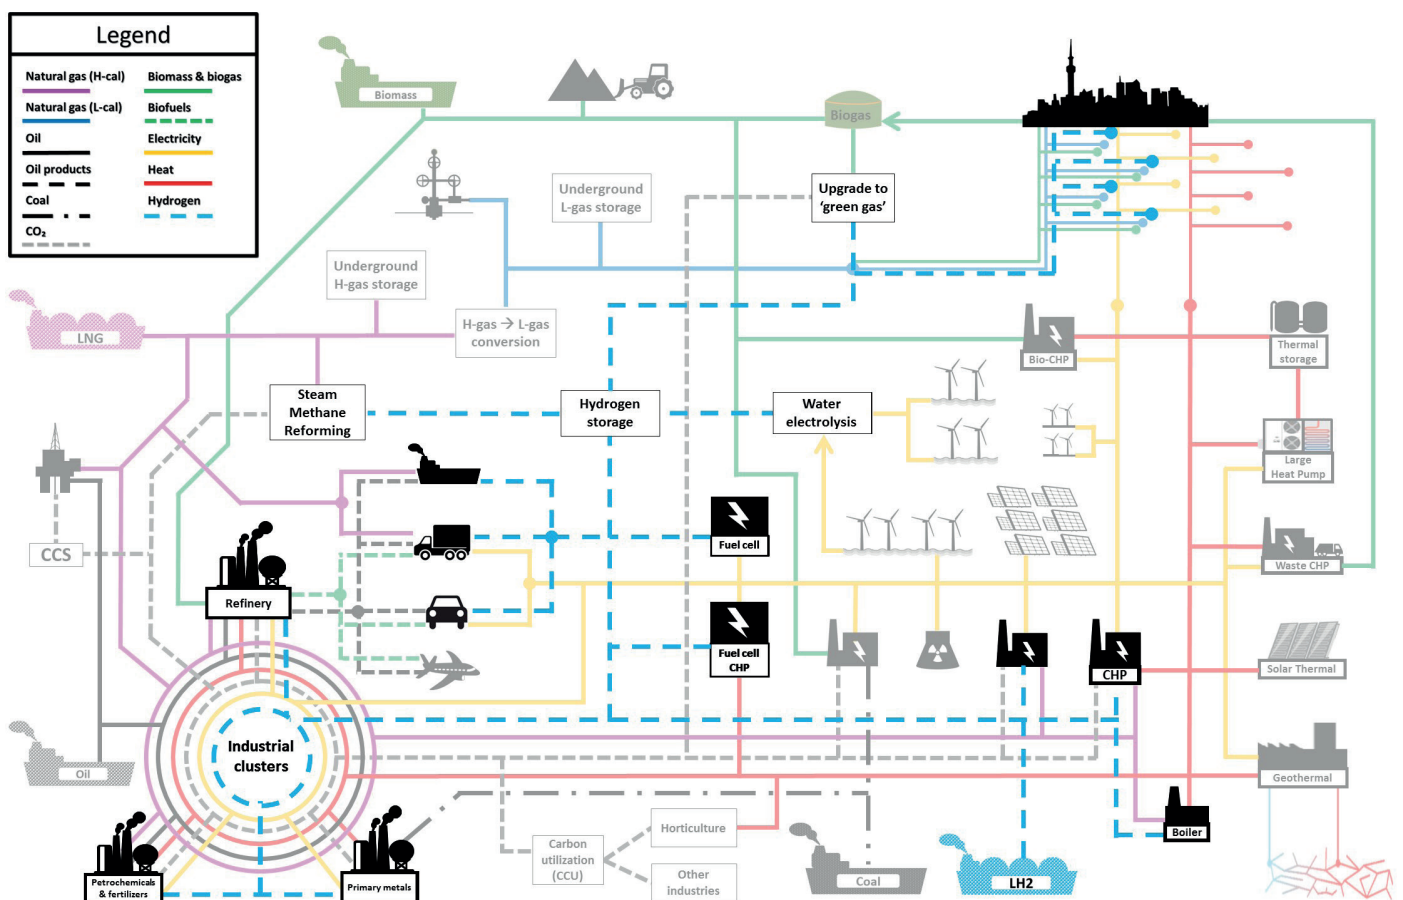 Legend
Natural gas (H-cal)
Biomass & biogas
Natural gas (L-cal)
Biofuels
Oil
Electricity
Oil products
Heat
Coal
Hydrogen
CO₂
Biomass
Biogas
Underground
L-gas storage
Upgrade to
‘green gas’
Underground
H-gas storage
LNG
H-gas → L-gas
conversion
Bio-CHP
Thermal
storage
Steam
Methane
Reforming
Hydrogen
storage
Water
electrolysis
Large
Heat Pump
CCS
Fuel cell
Waste CHP
Refinery
Fuel cell
CHP
CHP
Solar Thermal
Industrial
clusters
Oil
Geothermal
Boiler
Horticulture
Carbon
utilization
(CCU)
Other
industries
Petrochemicals
& fertilizers
Primary metals
Coal
LH2